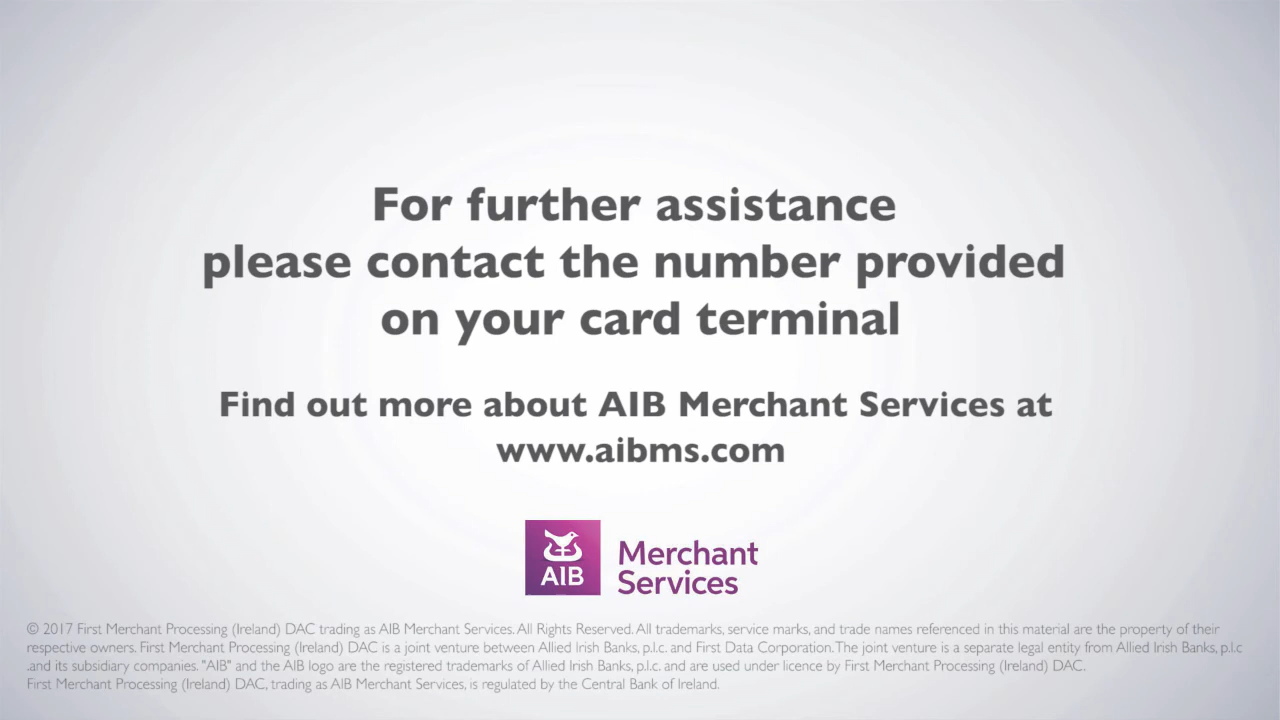 For further assistance
please contact the number provided
on your card terminal
Find out more about AIB Merchant Services at
www.aibms.com
AIB
Merchant
Services
© 2017 First Merchant Processing (Ireland) DAC trading as AIB Merchant Services. All Rights Reserved. All trademarks, service marks, and trade names referenced in this material are the property of their
respective owners. First Merchant Processing (Ireland) DAC is a joint venture between Allied Irish Banks, p.l.c. and First Data Corporation. The joint venture is a separate legal entity from Allied Irish Banks, p.l.c
.and its subsidiary companies. "AIB" and the AIB logo are the registered trademarks of Allied Irish Banks, p.l.c. and are used under licence by First Merchant Processing (Ireland) DAC.
First Merchant Processing (Ireland) DAC, trading as AIB Merchant Services, is regulated by the Central Bank of Ireland.